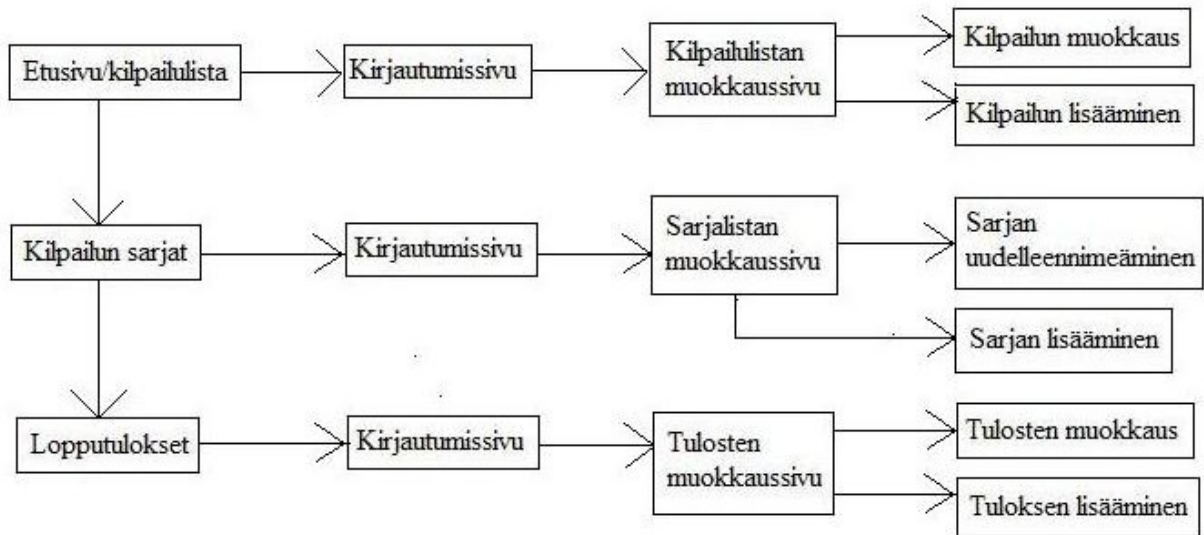 Etusivu/kilpailulista
Kirjautumissivu
Kilpailulistan
muokkaussivu
Kilpailun muokkaus
Kilpailun lisääminen
Kilpailun sarjat
Kirjautumissivu
Sarjalistan
muokkaussivu
Sarjan
uudelleennimeäminen
Sarjan lisääminen
Lopputulokset
Kirjautumissivu
Tulosten
muokkaussivu
Tulosten muokkaus
Tuloksen lisääminen